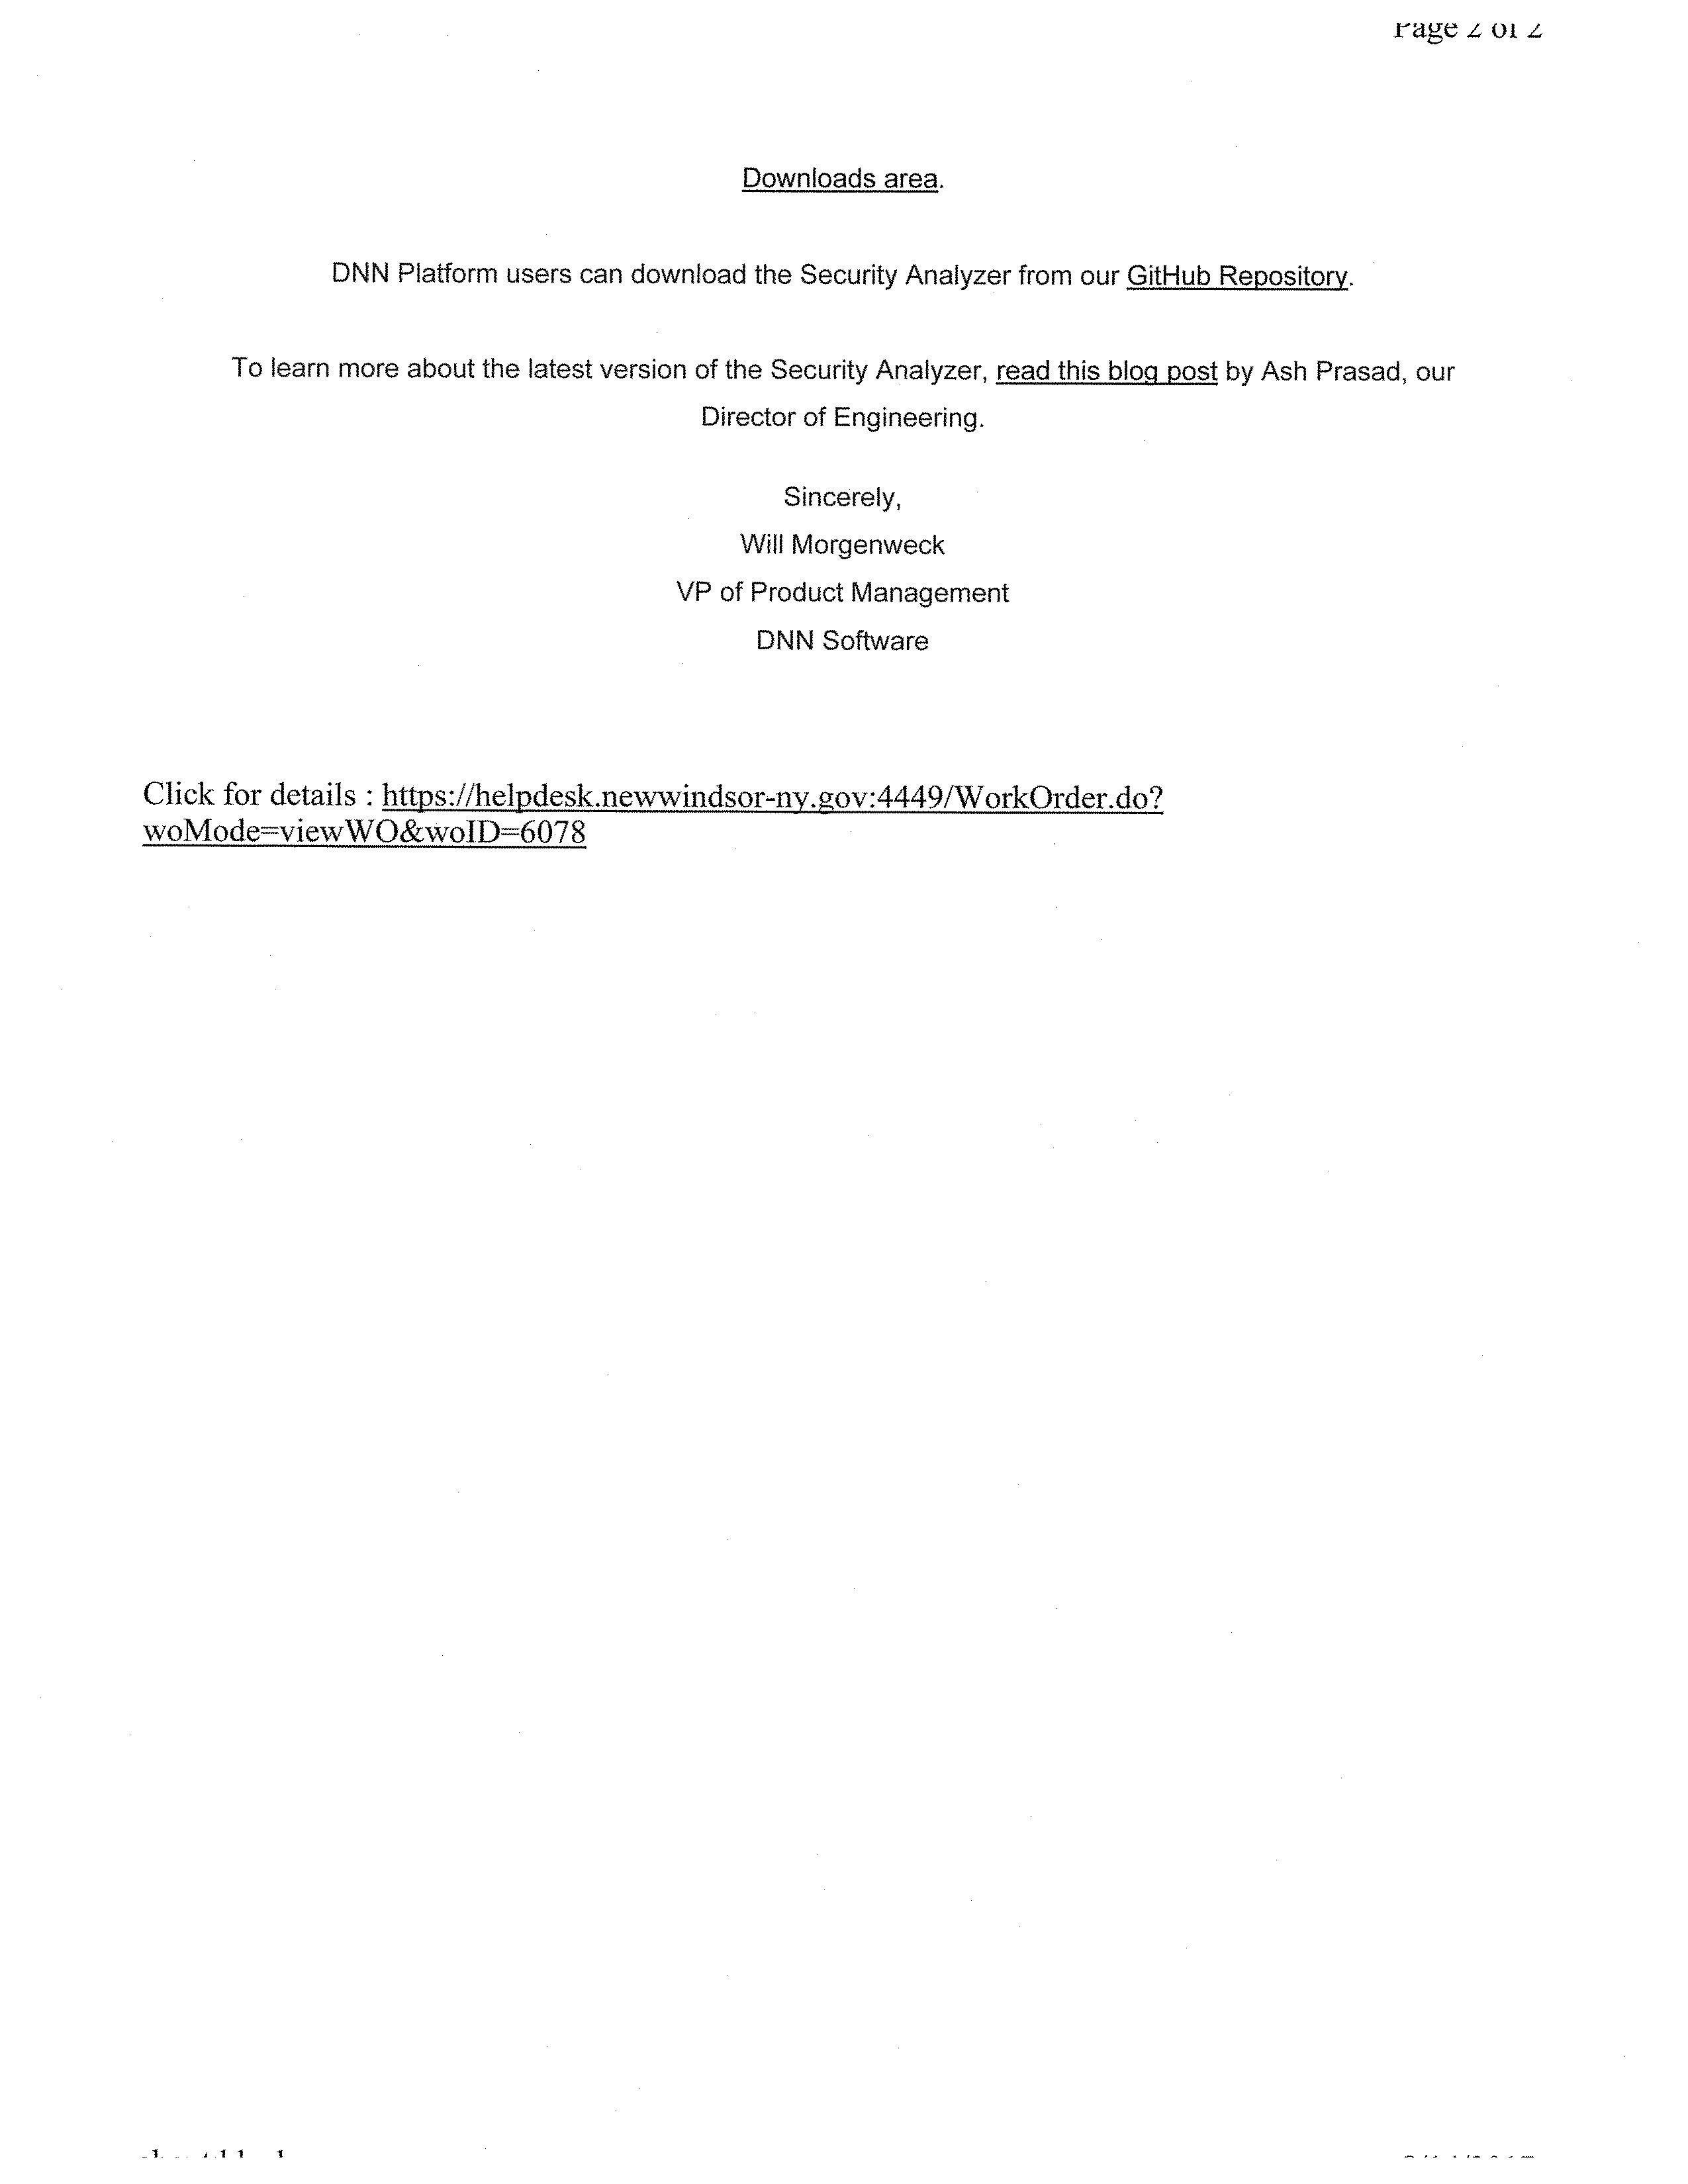 Page 2 of 2
Downloads area.
DNN Platform users can download the Security Analyzer from our GitHub Repository.
To learn more about the latest version of the Security Analyzer, read this blog post by Ash Prasad, our
Director of Engineering.
Sincerely,
Will Morgenweck
VP of Product Management
DNN Software
Click for details : https://helpdesk.newwindsor-ny.gov:4449/WorkOrder.do?
woMode=viewWO&woID=6078